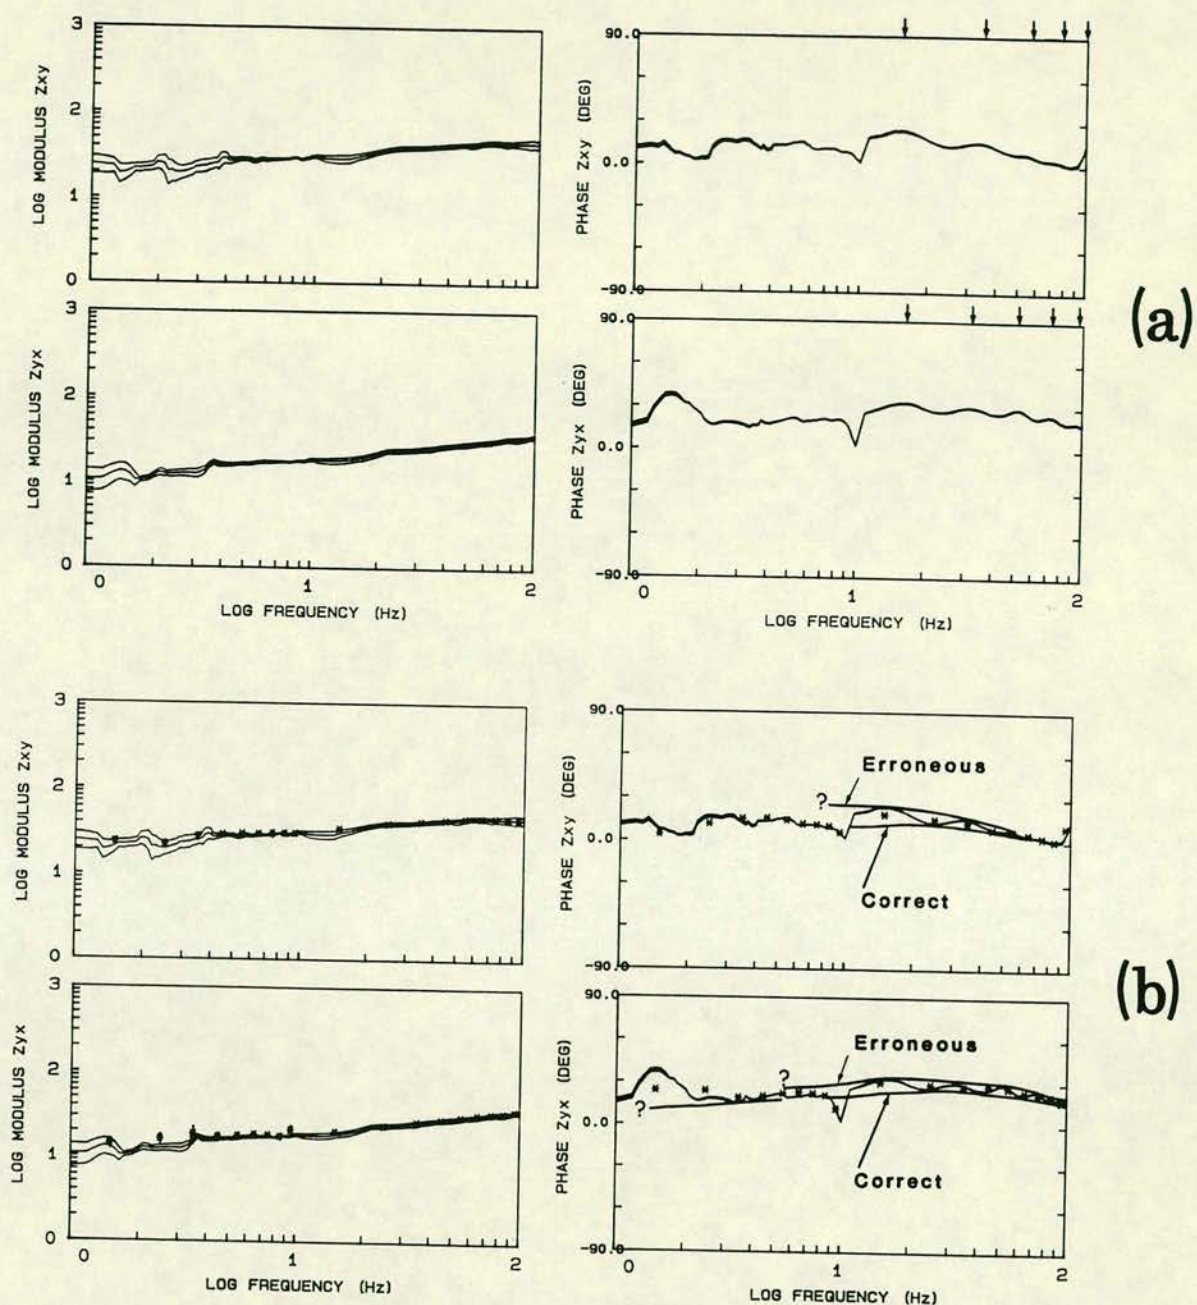 3
2
1
0
LOG MODULUS Zxy
90.0
0.0
-90.0
PHASE Zxy (DEG)
3
2
1
0
LOG MODULUS Zyx
0 1 2
LOG FREQUENCY (Hz)
90.0
0.0
-90.0
PHASE Zyx (DEG)
0 1 2
LOG FREQUENCY (Hz)
(a)
3
2
1
0
LOG MODULUS Zxy
90.0
0.0
-90.0
PHASE Zxy (DEG)
Erroneous
?
Correct
3
2
1
0
LOG MODULUS Zyx
0 1 2
LOG FREQUENCY (Hz)
90.0
0.0
-90.0
PHASE Zyx (DEG)
Erroneous
?
?
Correct
0 1 2
LOG FREQUENCY (Hz)
(b)